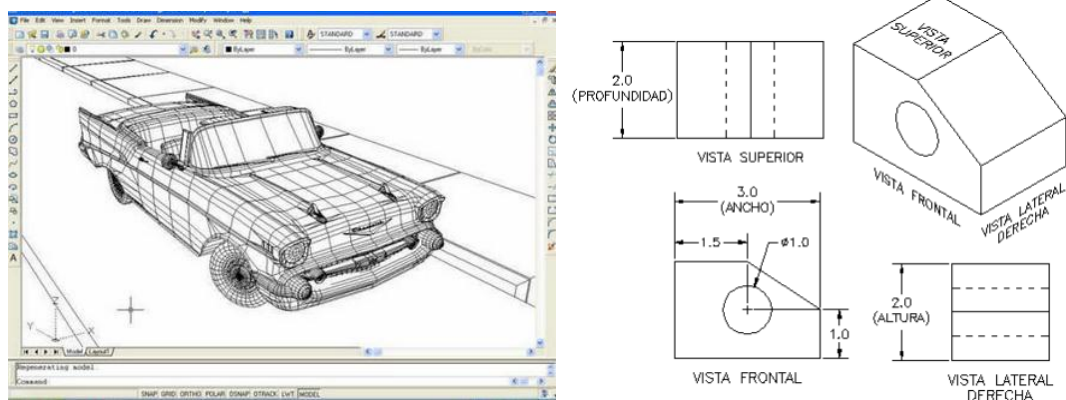 File Edit View Insert Format Tools Draw Dimension Modify Window Help
STANDARD STANDARD
0 ByLayer ByLayer ByLayer ByColor
Z
Y X
Model Layout1
Regenerating model.
Command:
SNAP GRID ORTHO POLAR OSNAP OTRACK LWT MODEL
2.0
(PROFUNDIDAD)
VISTA SUPERIOR
VISTA
SUPERIOR
VISTA FRONTAL
VISTA LATERAL
DERECHA
3.0
(ANCHO)
1.5
ø1.0
1.0
VISTA FRONTAL
2.0
(ALTURA)
VISTA LATERAL
DERECHA